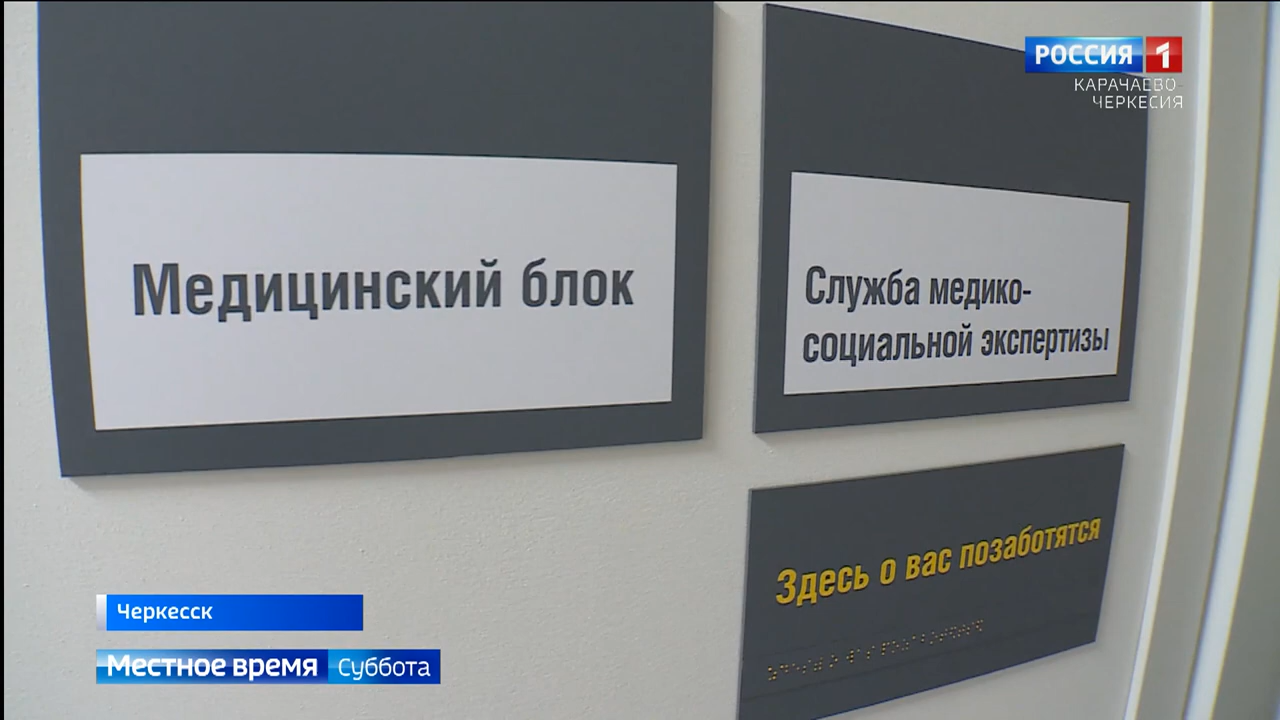 РОССИЯ 1
КАРАЧАЕВО-
ЧЕРКЕСИЯ
Медицинский блок
Служба медико-
социальной экспертизы
Здесь о вас позаботятся
Черкесск
Местное время Суббота